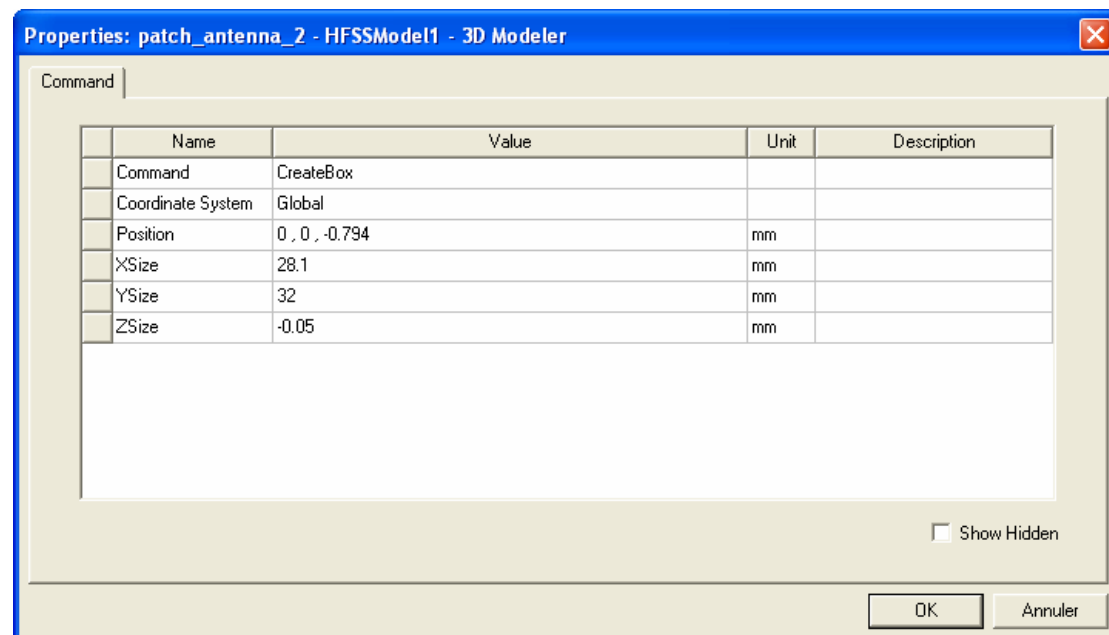 Properties: patch_antenna_2 - HFSSModel1 - 3D Modeler
Command
Name Value Unit Description
Command CreateBox
Coordinate System Global
Position 0 , 0 , -0.794 mm
XSize 28.1 mm
YSize 32 mm
ZSize -0.05 mm
Show Hidden
OK Annuler